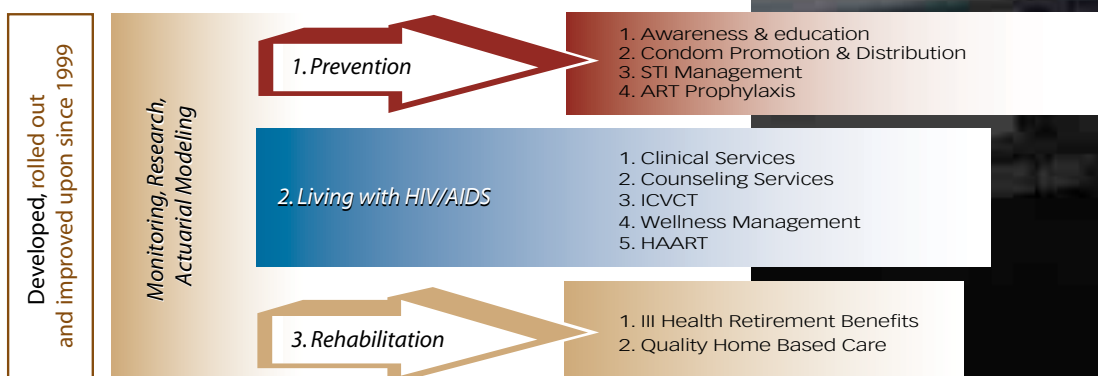 Developed, rolled out
and improved upon since 1999
Monitoring, Research,
Actuarial Modeling
1. Prevention
1. Awareness & education
2. Condom Promotion & Distribution
3. STI Management
4. ART Prophylaxis
2. Living with HIV/AIDS
1. Clinical Services
2. Counseling Services
3. ICVCT
4. Wellness Management
5. HAART
3. Rehabilitation
1. Ill Health Retirement Benefits
2. Quality Home Based Care